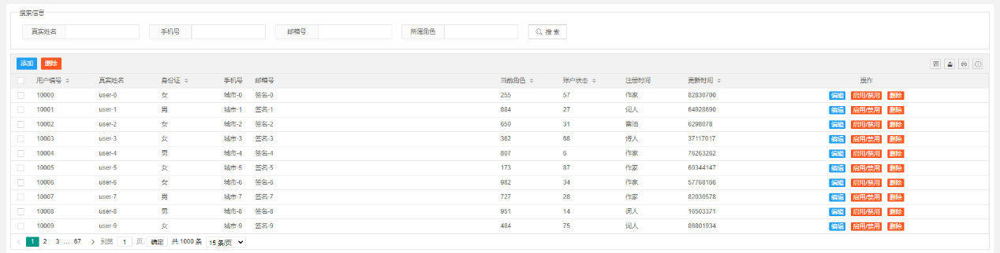 搜索信息
真实姓名 手机号 邮箱号 所属角色 搜 索
添加 删除
用户编号 真实姓名 身份证 手机号 邮箱号 当前角色 账户状态 注册时间 更新时间 操作
10000 user-0 女 城市-0 签名-0 255 57 作家 82830700 编辑 启用/禁用 删除
10001 user-1 男 城市-1 签名-1 884 27 词人 64928690 编辑 启用/禁用 删除
10002 user-2 女 城市-2 签名-2 650 31 酱油 6298078 编辑 启用/禁用 删除
10003 user-3 女 城市-3 签名-3 362 68 诗人 37117017 编辑 启用/禁用 删除
10004 user-4 男 城市-4 签名-4 807 6 作家 76263262 编辑 启用/禁用 删除
10005 user-5 女 城市-5 签名-5 173 87 作家 60344147 编辑 启用/禁用 删除
10006 user-6 女 城市-6 签名-6 982 34 作家 57768166 编辑 启用/禁用 删除
10007 user-7 男 城市-7 签名-7 727 28 作家 82030578 编辑 启用/禁用 删除
10008 user-8 男 城市-8 签名-8 951 14 词人 16503371 编辑 启用/禁用 删除
10009 user-9 女 城市-9 签名-9 484 75 词人 86801934 编辑 启用/禁用 删除
1 2 3 … 67 到第 1 页 确定 共 1000 条 15 条/页